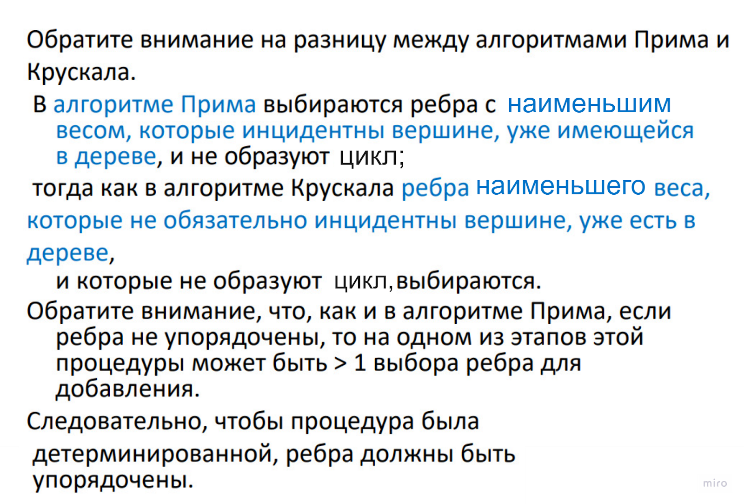 Обратите внимание на разницу между алгоритмами Прима и
Крускала.
В алгоритме Прима выбираются ребра с наименьшим
весом, которые инцидентны вершине, уже имеющейся
в дереве, и не образуют цикл;
тогда как в алгоритме Крускала ребра наименьшего веса,
которые не обязательно инцидентны вершине, уже есть в
дереве,
и которые не образуют цикл,выбираются.
Обратите внимание, что, как и в алгоритме Прима, если
ребра не упорядочены, то на одном из этапов этой
процедуры может быть > 1 выбора ребра для
добавления.
Следовательно, чтобы процедура была
детерминированной, ребра должны быть
упорядочены.
miro